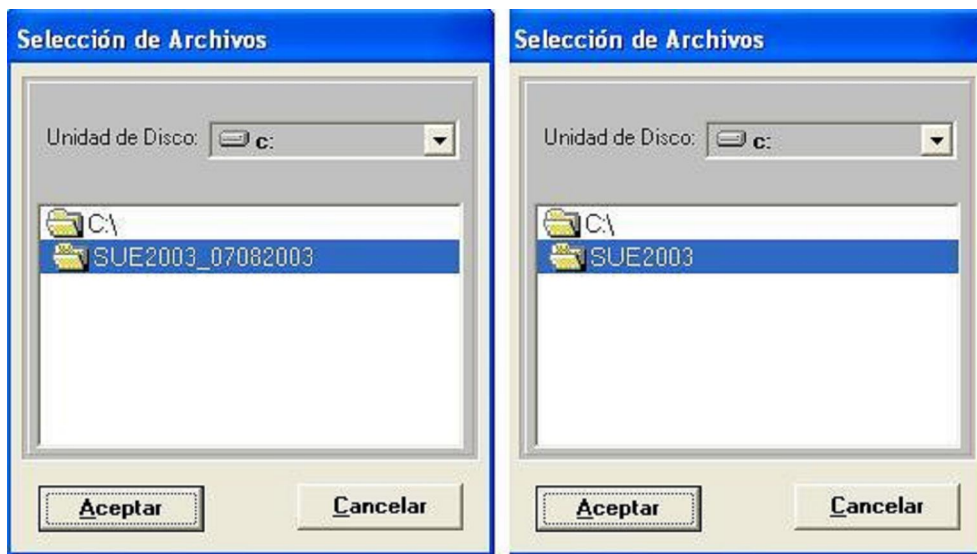 Selección de Archivos
Unidad de Disco: c:
C:\
SUE2003_07082003
Aceptar
Cancelar
Selección de Archivos
Unidad de Disco: c:
C:\
SUE2003
Aceptar
Cancelar